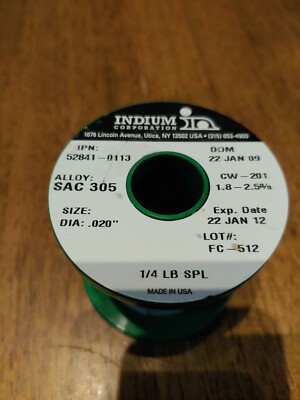 INDIUM
CORPORATION
1676 Lincoln Avenue, Utica, NY 13502 USA • (315) 853-4900
IPN: DOM
52841-0113 22 JAN 09
ALLOY: CW-201
SAC 305 1.8-2.5%
SIZE: Exp. Date
DIA: .020" 22 JAN 12
LOT#:
FC-512
1/4 LB SPL
MADE IN USA